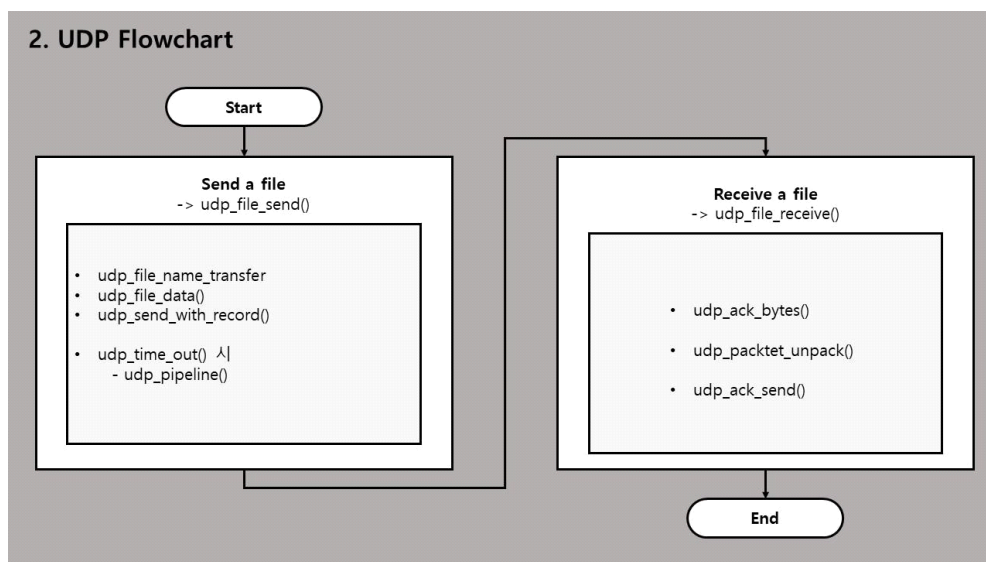 2. UDP Flowchart
Start
Send a file
-> udp_file_send()
• udp_file_name_transfer
• udp_file_data()
• udp_send_with_record()
• udp_time_out() 시
- udp_pipeline()
Receive a file
-> udp_file_receive()
• udp_ack_bytes()
• udp_packtet_unpack()
• udp_ack_send()
End